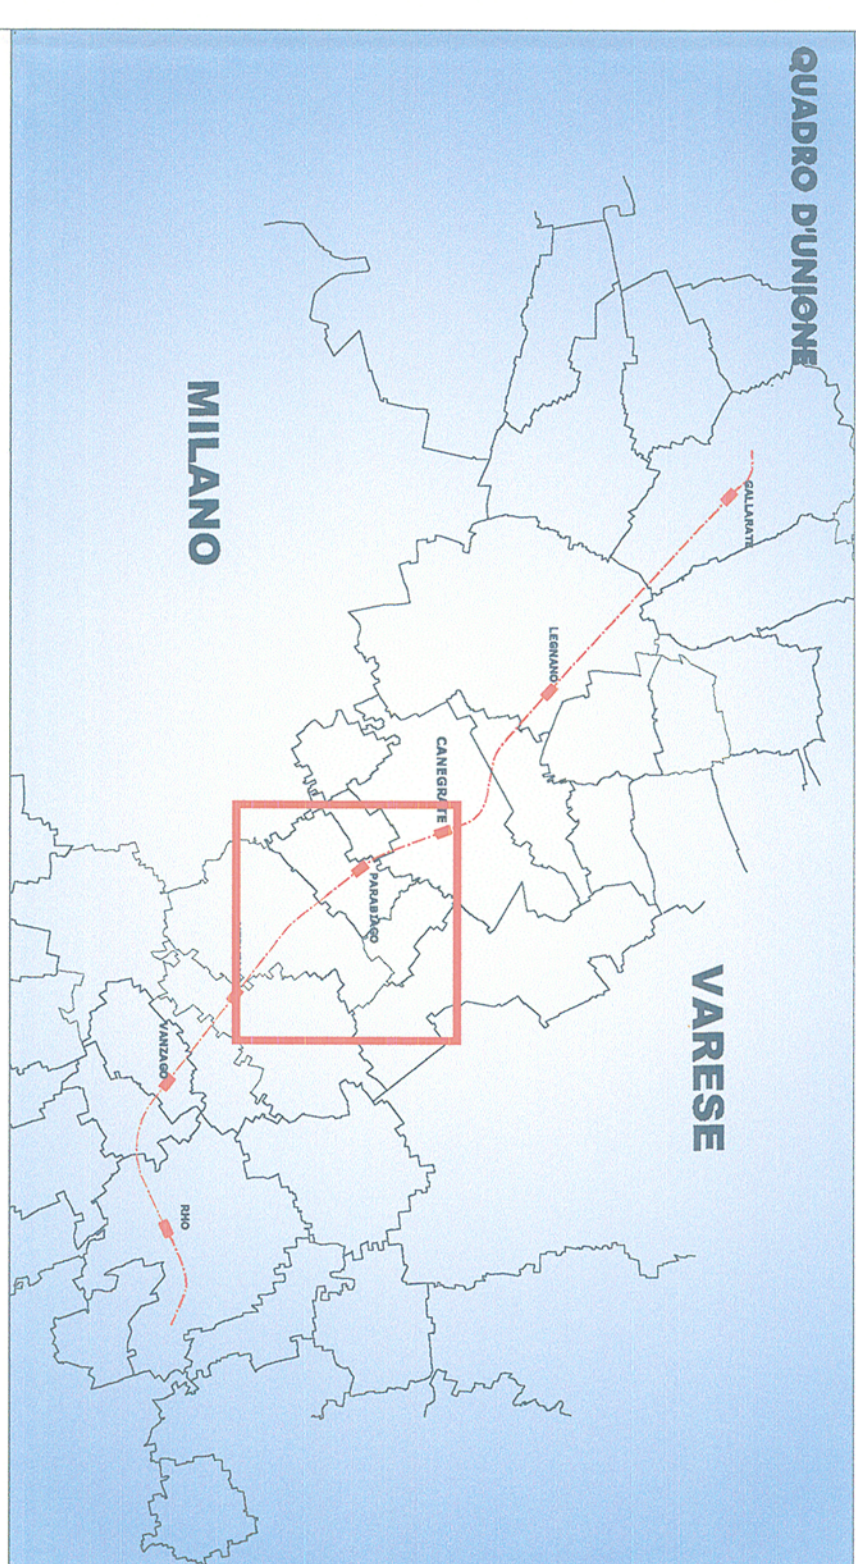 QUADRO D'UNIONE
GALLARATE
VARESE
LEGNANO
CANEGRATE
PARABIAGO
MILANO
VANZAGO
RHO